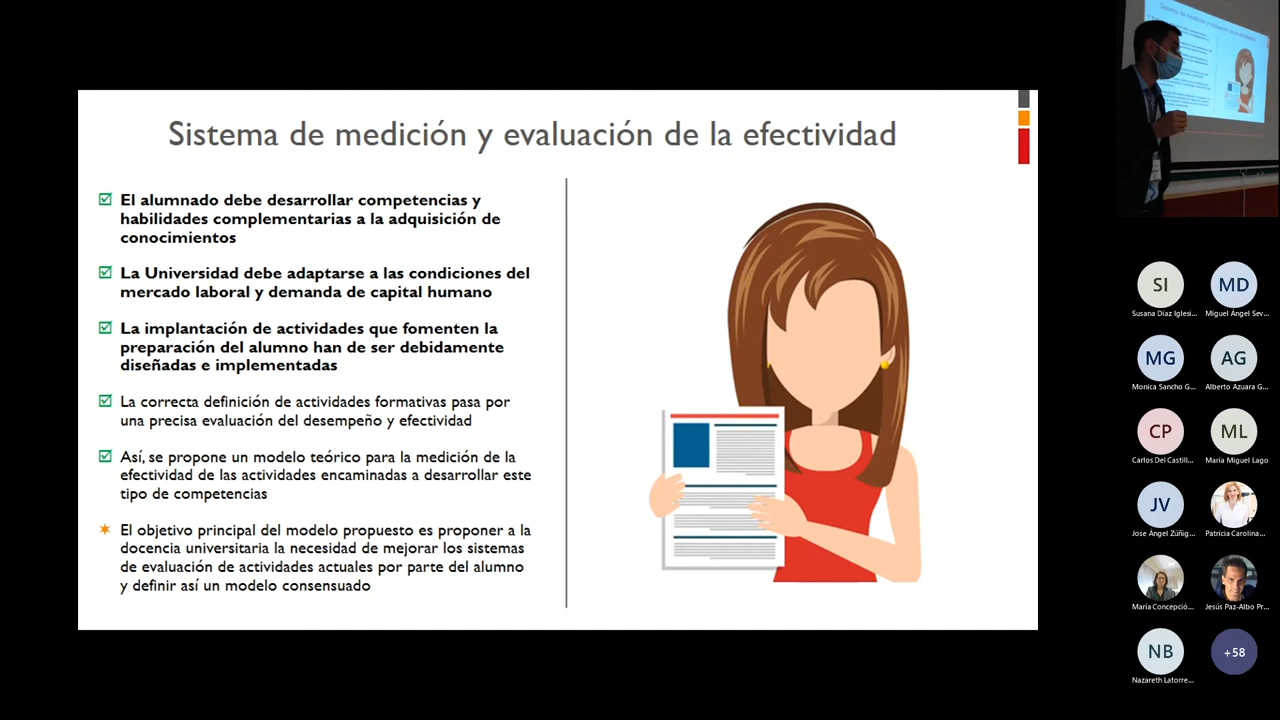 Sistema de medición y evaluación de la efectividad
El alumnado debe desarrollar competencias y
habilidades complementarias a la adquisición de
conocimientos
La Universidad debe adaptarse a las condiciones del
mercado laboral y demanda de capital humano
La implantación de actividades que fomenten la
preparación del alumno han de ser debidamente
diseñadas e implementadas
La correcta definición de actividades formativas pasa por
una precisa evaluación del desempeño y efectividad
Así, se propone un modelo teórico para la medición de la
efectividad de las actividades encaminadas a desarrollar este
tipo de competencias
El objetivo principal del modelo propuesto es proponer a la
docencia universitaria la necesidad de mejorar los sistemas
de evaluación de actividades actuales por parte del alumno
y definir así un modelo consensuado
Sistema de medición y evaluación de la efectividad
SI
MD
Susana Díaz Iglesi...
Miguel Ángel Sev...
MG
AG
Monica Sancho G...
Alberto Azuara G...
CP
ML
Carlos Del Castill...
María Miguel Lago
JV
Jose Ángel Zúñig...
Patricia Carolina...
María Concepció...
Jesús Paz-Albo Pr...
NB
+58
Nazareth Latorre...